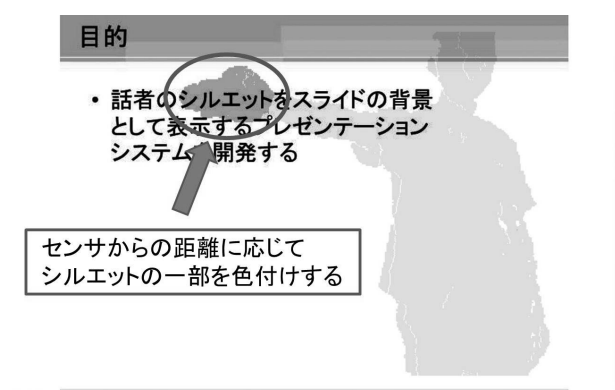 目的
• 話者のシルエットをスライドの背景
として表示するプレゼンテーション
システム 開発する
センサからの距離に応じて
シルエットの一部を色付けする